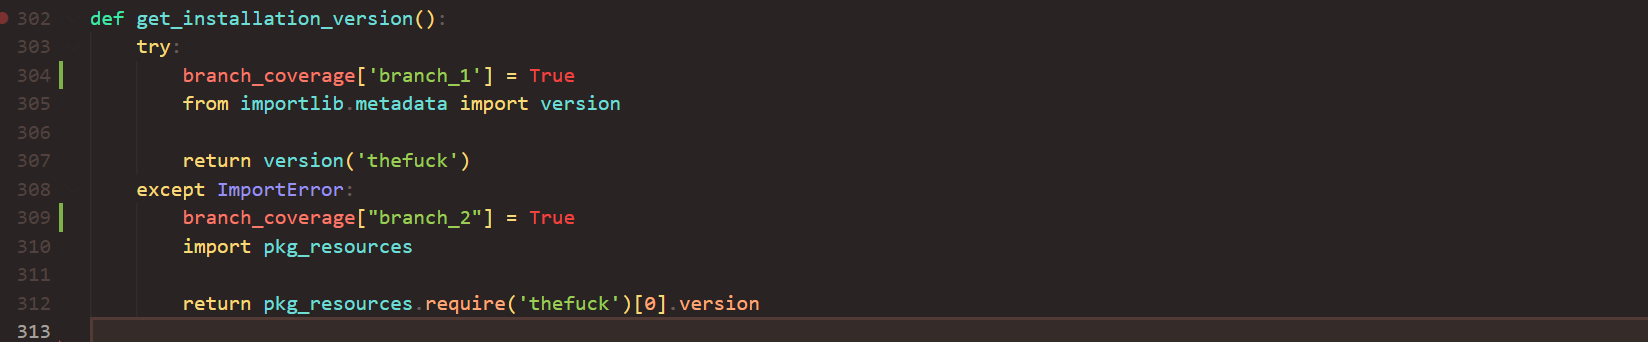 302 def get_installation_version():
303     try:
304         branch_coverage['branch_1'] = True
305         from importlib.metadata import version
306
307         return version('thefuck')
308     except ImportError:
309         branch_coverage["branch_2"] = True
310         import pkg_resources
311
312         return pkg_resources.require('thefuck')[0].version
313